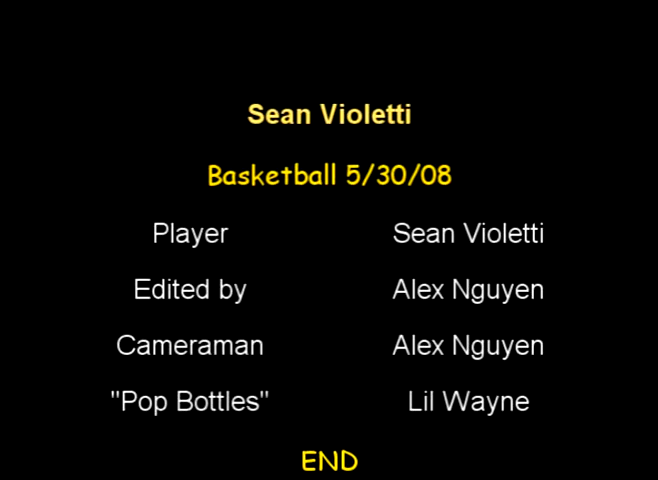 Sean Violetti
Basketball 5/30/08
Player Sean Violetti
Edited by Alex Nguyen
Cameraman Alex Nguyen
"Pop Bottles" Lil Wayne
END